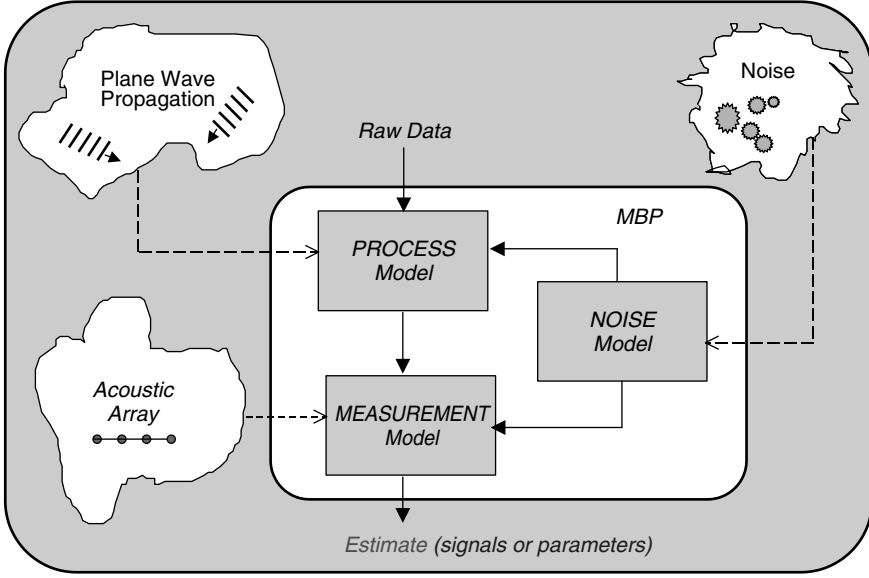 Plane Wave
Propagation
Noise
Raw Data
MBP
PROCESS
Model
NOISE
Model
Acoustic
Array
MEASUREMENT
Model
Estimate (signals or parameters)